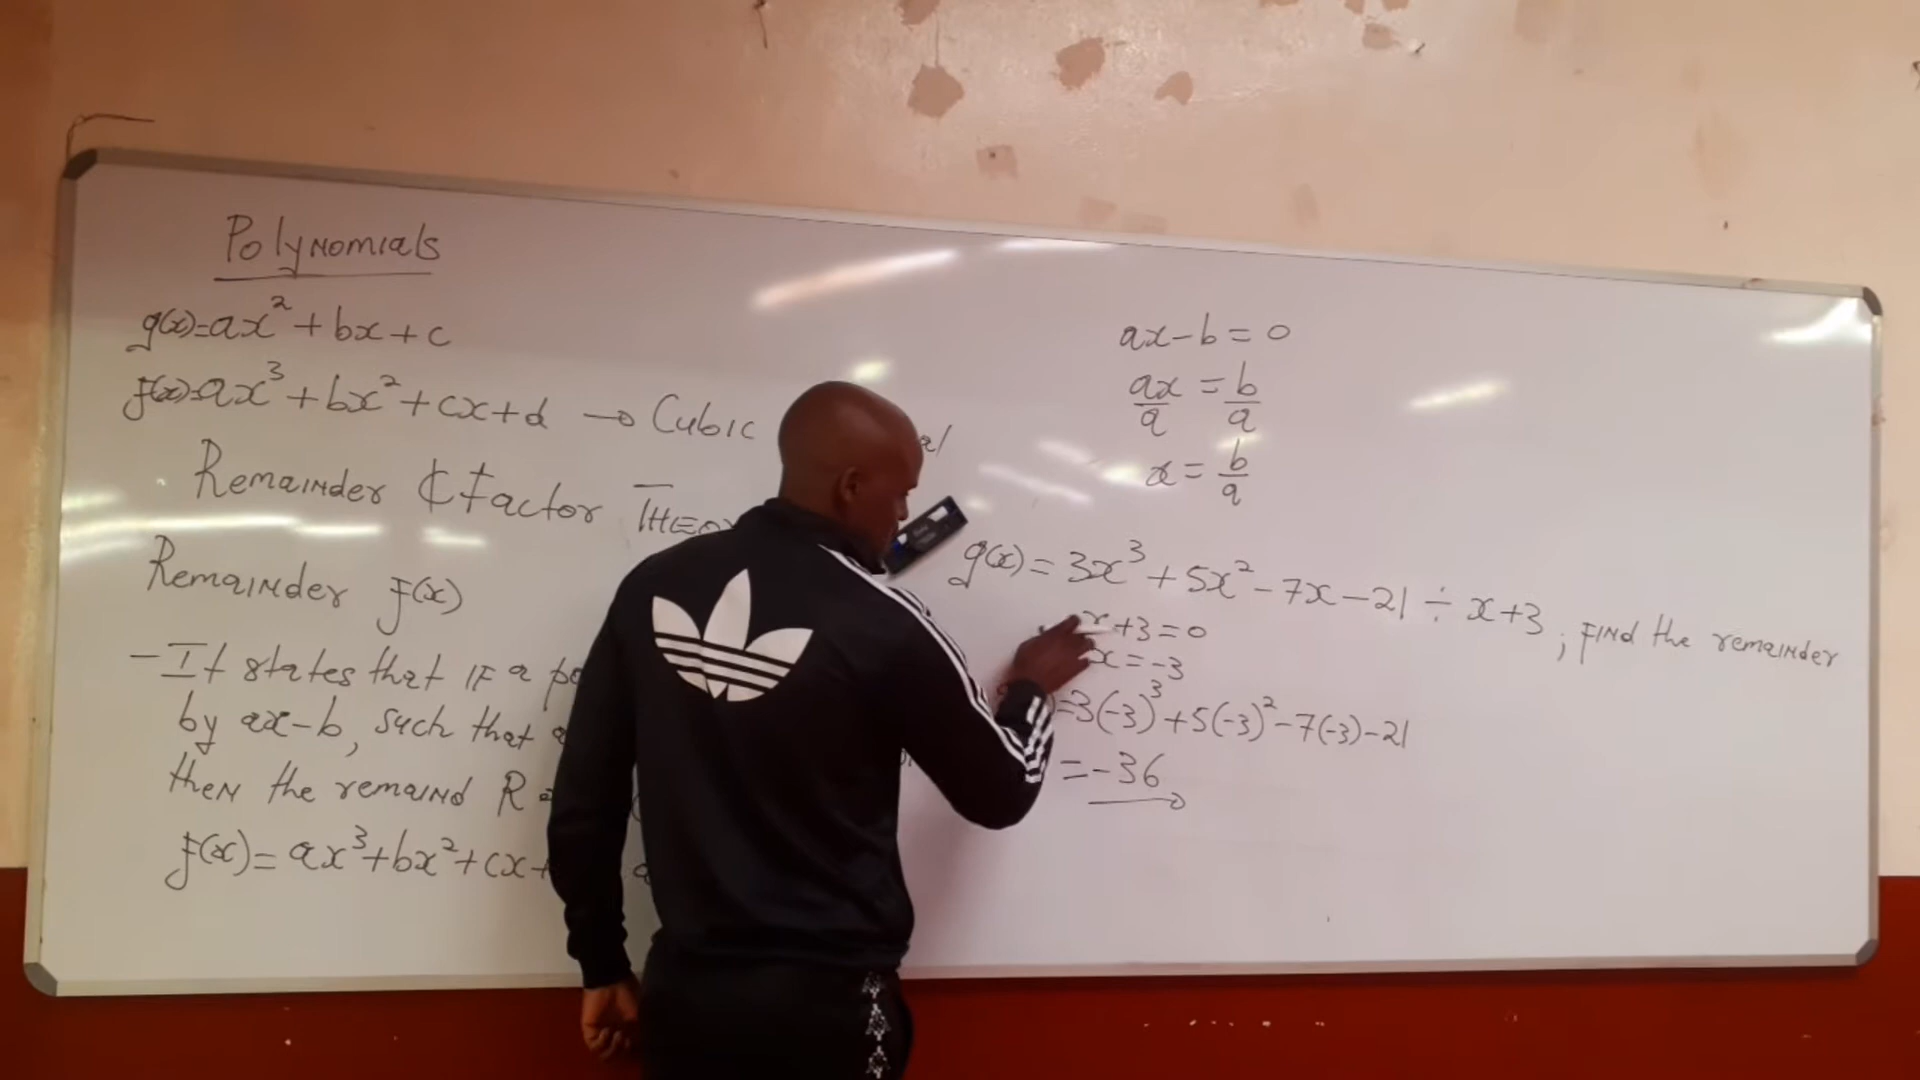 Polynomials
g(x)=ax²+bx+c
f(x)=ax³+bx²+cx+d → Cubic
Remainder & Factor
Remainder f(x)
- It states that IF a
by ax-b, such that
then the remaind R
f(x)=ax³+bx²+cx+
ax-b=0
ax/a = b/a
x = b/a
g(x)=3x³+5x²-7x-21÷x+3; FIND the remainder
x+3=0
x=-3
=3(-3)³+5(-3)²-7(-3)-21
=-36